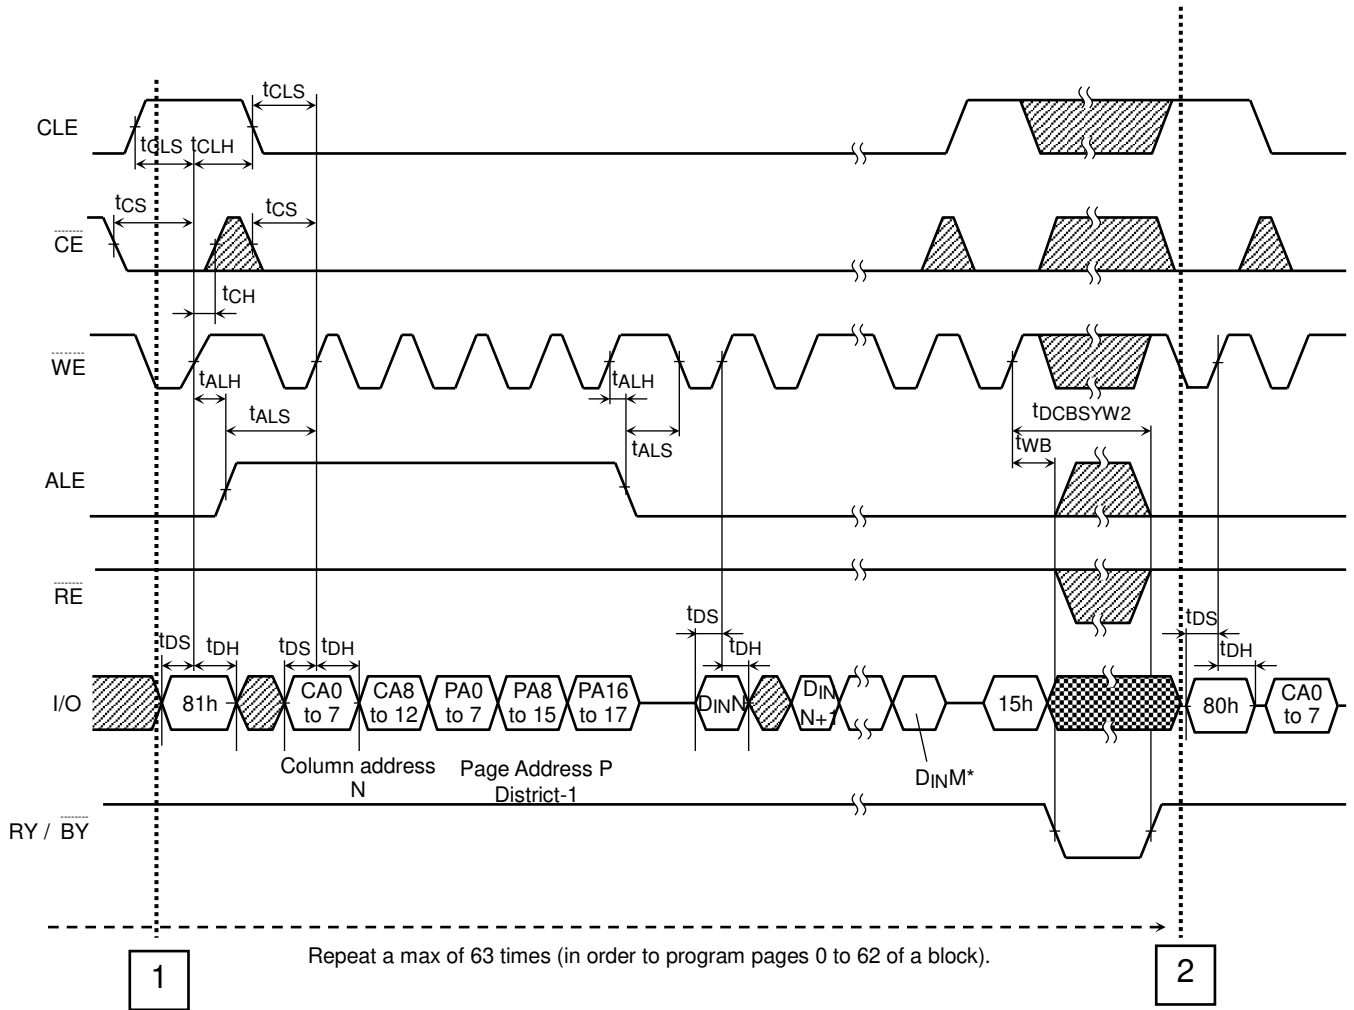 tCLS
CLE
tCLS tCLH
tCS tCS
CE
tCH
WE
tALH tALH
tALS tDCBSYW2
tALS tWB
ALE
RE
tDS tDS
tDS tDH tDS tDH tDH tDH
I/O 81h CA0 to 7 CA8 to 12 PA0 to 7 PA8 to 15 PA16 to 17 DINN DIN N+1 15h 80h CA0 to 7
Column address N
Page Address P
District-1
DINM*
RY / BY
Repeat a max of 63 times (in order to program pages 0 to 62 of a block).
1 2